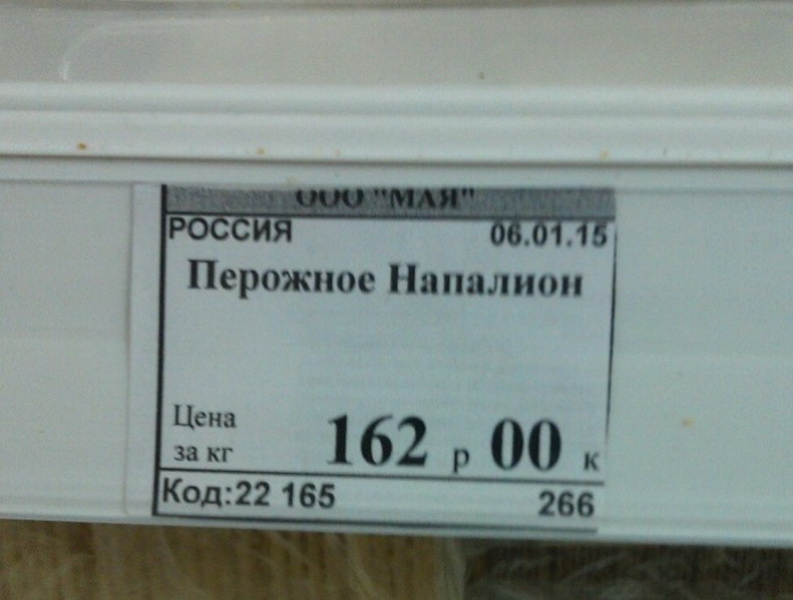 ООО "МАЯ"
РОССИЯ 06.01.15
Перожное Напалион
Цена
за кг 162 р 00 к
Код:22 165 266